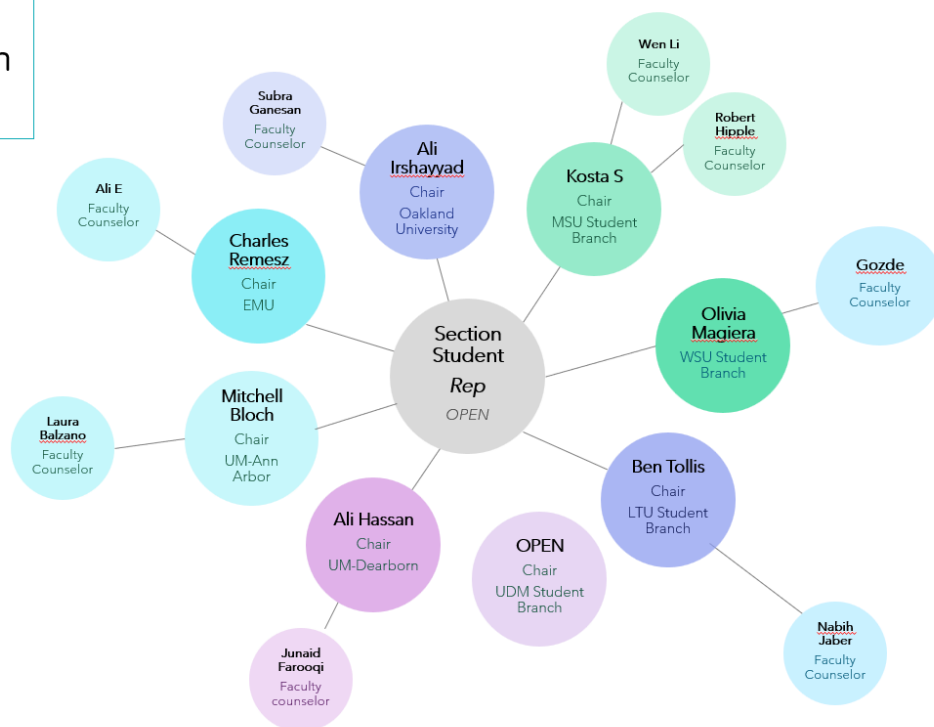 n
Wen Li
Faculty
Counselor
Robert
Hipple
Faculty
Counselor
Subra
Ganesan
Faculty
Counselor
Ali
Irshayyad
Chair
Oakland
University
Kosta S
Chair
MSU Student
Branch
Ali E
Faculty
Counselor
Charles
Remesz
Chair
EMU
Gozde
Faculty
Counselor
Olivia
Magiera
WSU Student
Branch
Section
Student
Rep
OPEN
Mitchell
Bloch
Chair
UM-Ann
Arbor
Laura
Balzano
Faculty
Counselor
Ben Tollis
Chair
LTU Student
Branch
Ali Hassan
Chair
UM-Dearborn
OPEN
Chair
UDM Student
Branch
Nabih
Jaber
Faculty
Counselor
Junaid
Farooqi
Faculty
counselor